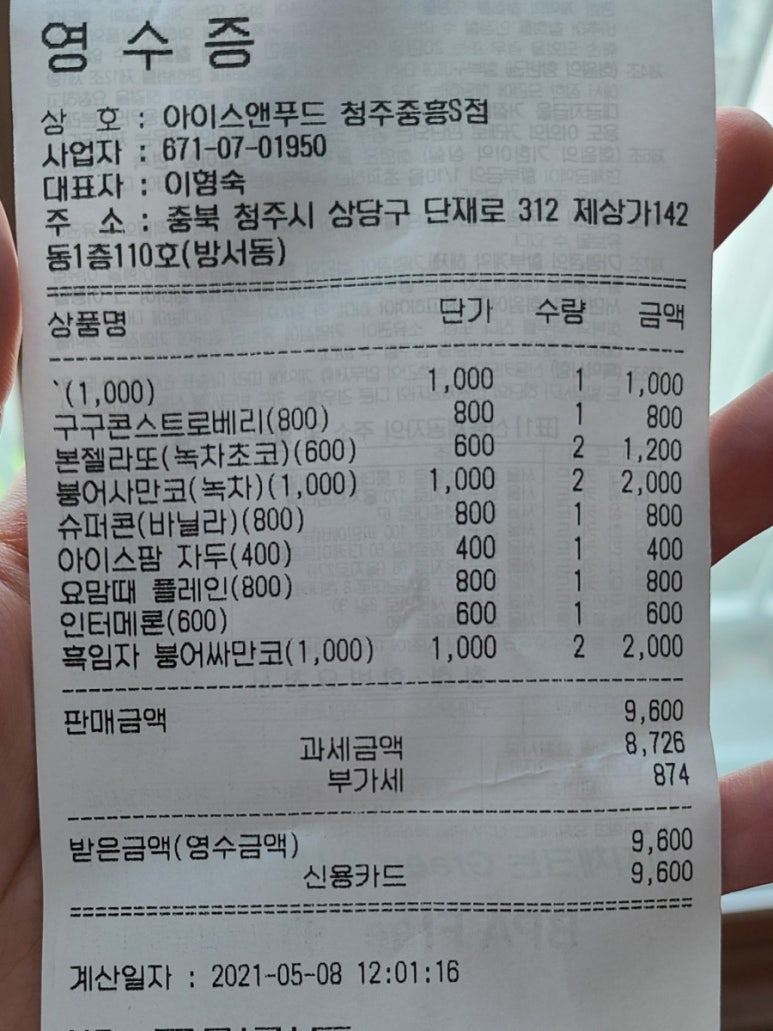 영 수 증
상 호 : 아이스앤푸드 청주중흥S점
사업자 : 671-07-01950
대표자 : 이형숙
주 소 : 충북 청주시 상당구 단재로 312 제상가142
동1층110호(방서동)
상품명 단가 수량 금액
`(1,000) 1,000 1 1,000
구구콘스트로베리(800) 800 1 800
본젤라또(녹차초코)(600) 600 2 1,200
붕어사만코(녹차)(1,000) 1,000 2 2,000
슈퍼콘(바닐라)(800) 800 1 800
아이스팜 자두(400) 400 1 400
요맘때 플레인(800) 800 1 800
인터메론(600) 600 1 600
흑임자 붕어싸만코(1,000) 1,000 2 2,000
판매금액 9,600
과세금액 8,726
부가세 874
받은금액(영수금액) 9,600
신용카드 9,600
계산일자 : 2021-05-08 12:01:16